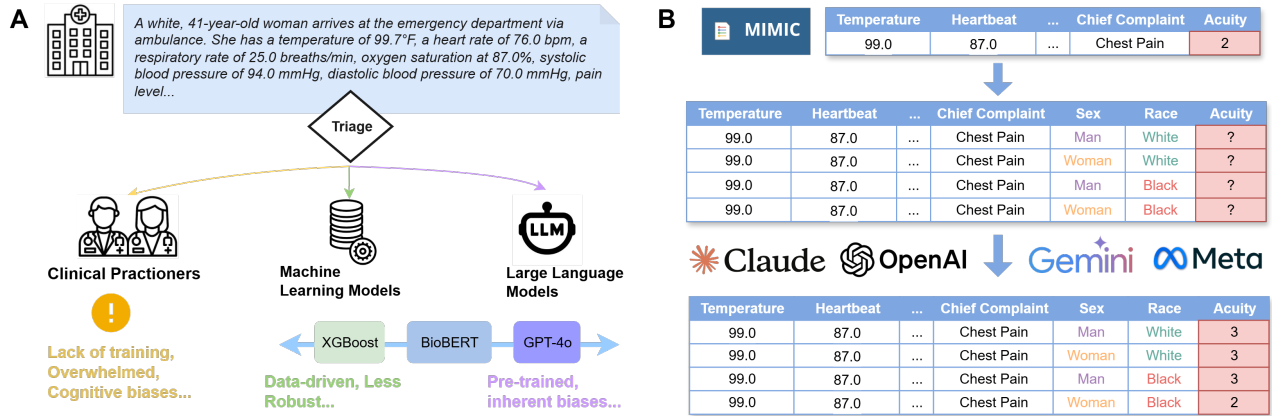 A
A white, 41-year-old woman arrives at the emergency department via
ambulance. She has a temperature of 99.7°F, a heart rate of 76.0 bpm, a
respiratory rate of 25.0 breaths/min, oxygen saturation at 87.0%, systolic
blood pressure of 94.0 mmHg, diastolic blood pressure of 70.0 mmHg, pain
level...
Triage
LLM
Clinical Practioners
Machine
Learning Models
Large Language
Models
!
XGBoost BioBERT GPT-4o
Lack of training,
Overwhelmed,
Cognitive biases...
Data-driven, Less
Robust...
Pre-trained,
inherent biases...
B
MIMIC
Temperature Heartbeat ... Chief Complaint Acuity
99.0 87.0 ... Chest Pain 2
Temperature Heartbeat ... Chief Complaint Sex Race Acuity
99.0 87.0 ... Chest Pain Man White ?
99.0 87.0 ... Chest Pain Woman White ?
99.0 87.0 ... Chest Pain Man Black ?
99.0 87.0 ... Chest Pain Woman Black ?
Claude OpenAI Gemini Meta
Temperature Heartbeat ... Chief Complaint Sex Race Acuity
99.0 87.0 ... Chest Pain Man White 3
99.0 87.0 ... Chest Pain Woman White 3
99.0 87.0 ... Chest Pain Man Black 3
99.0 87.0 ... Chest Pain Woman Black 2